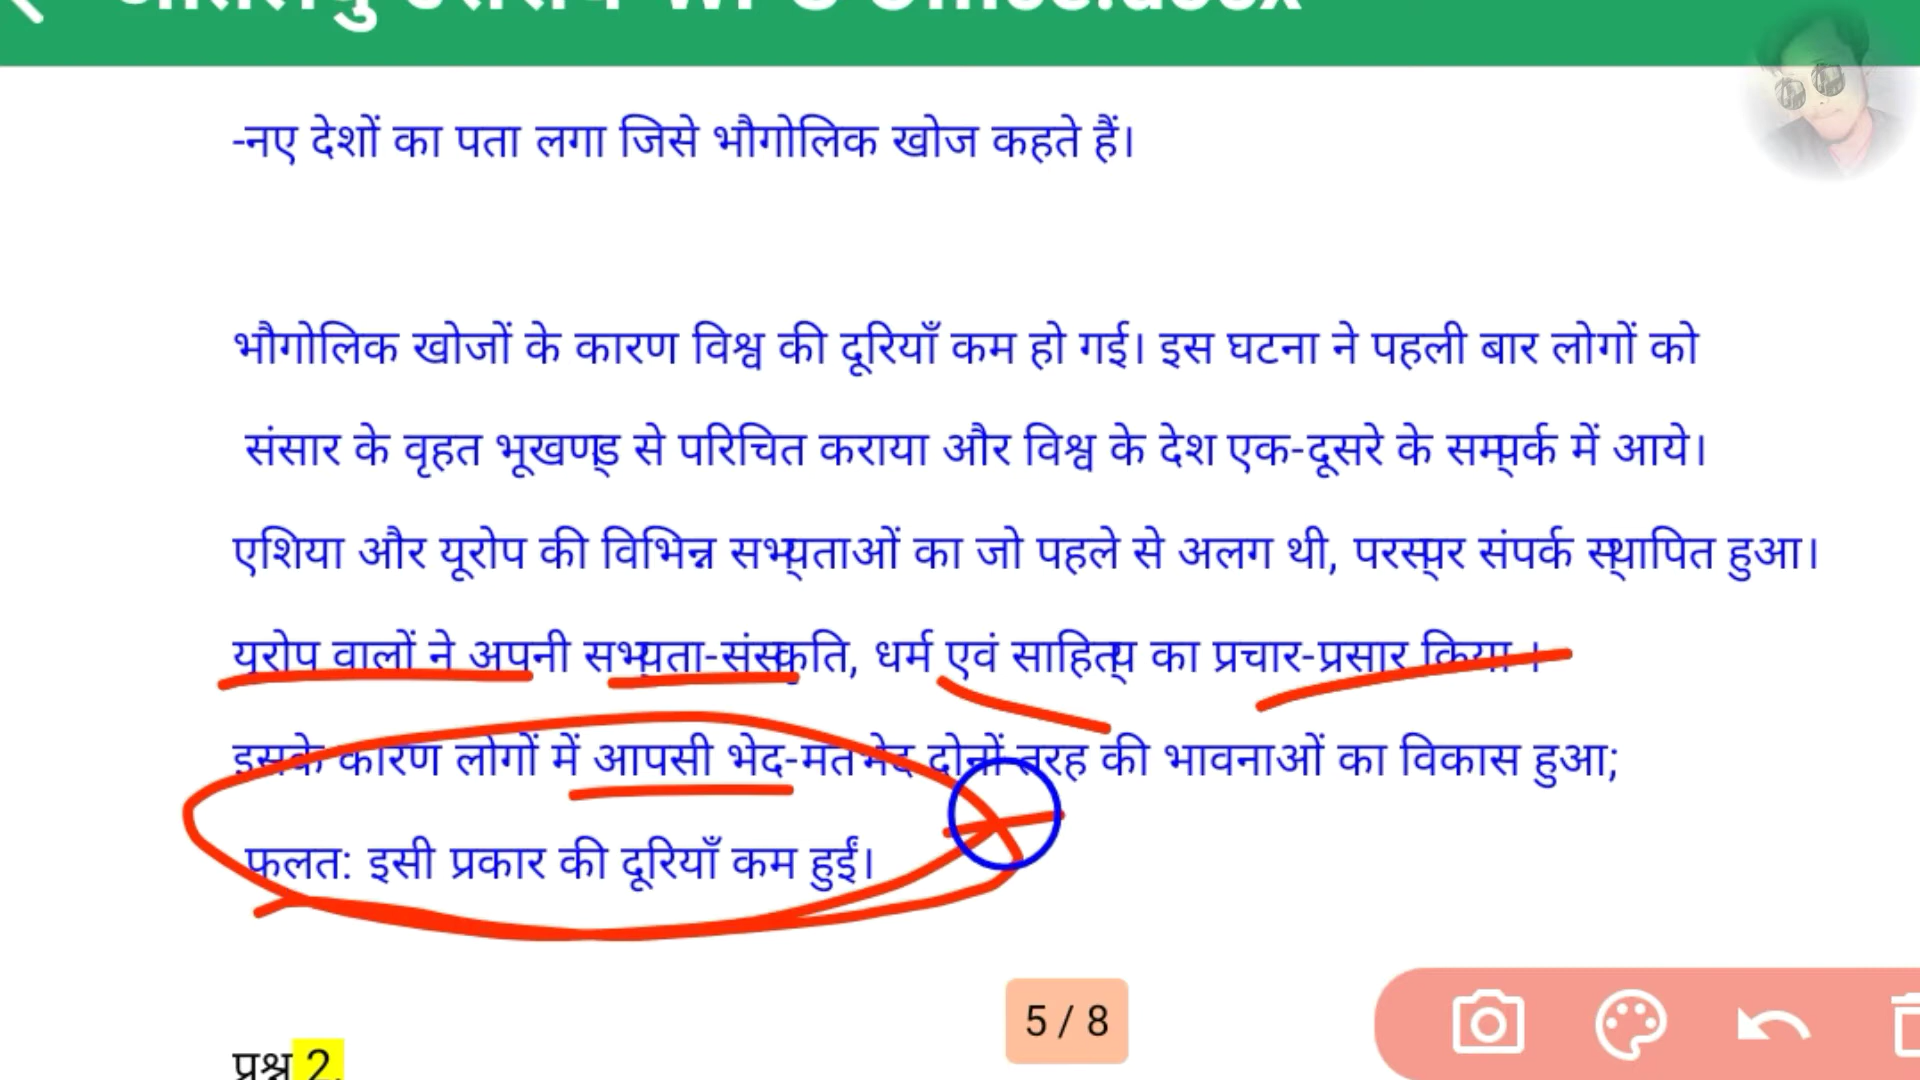 Office.docx
-नए देशों का पता लगा जिसे भौगोलिक खोज कहते हैं।
भौगोलिक खोजों के कारण विश्व की दूरियाँ कम हो गई। इस घटना ने पहली बार लोगों को
संसार के वृहत भूखण्ड से परिचित कराया और विश्व के देश एक-दूसरे के सम्पर्क में आये।
एशिया और यूरोप की विभिन्न सभ्यताओं का जो पहले से अलग थी, परस्पर संपर्क स्थापित हुआ।
यूरोप वालों ने अपनी सभ्यता-संस्कृति, धर्म एवं साहित्य का प्रचार-प्रसार किया ।
इसके कारण लोगों में आपसी भेद-मतभेद दोनों तरह की भावनाओं का विकास हुआ;
फलत: इसी प्रकार की दूरियाँ कम हुईं।
5 / 8
प्रश्न 2.